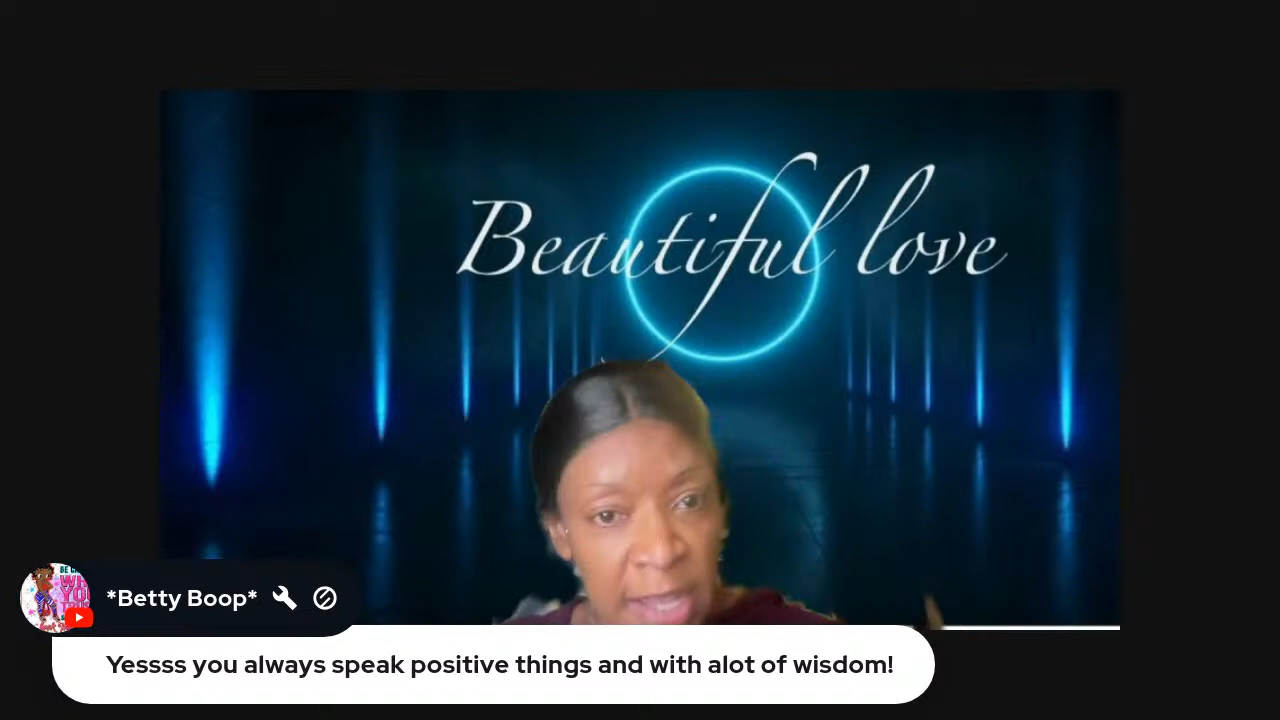 Beautiful love
*Betty Boop*
Yessss you always speak positive things and with alot of wisdom!